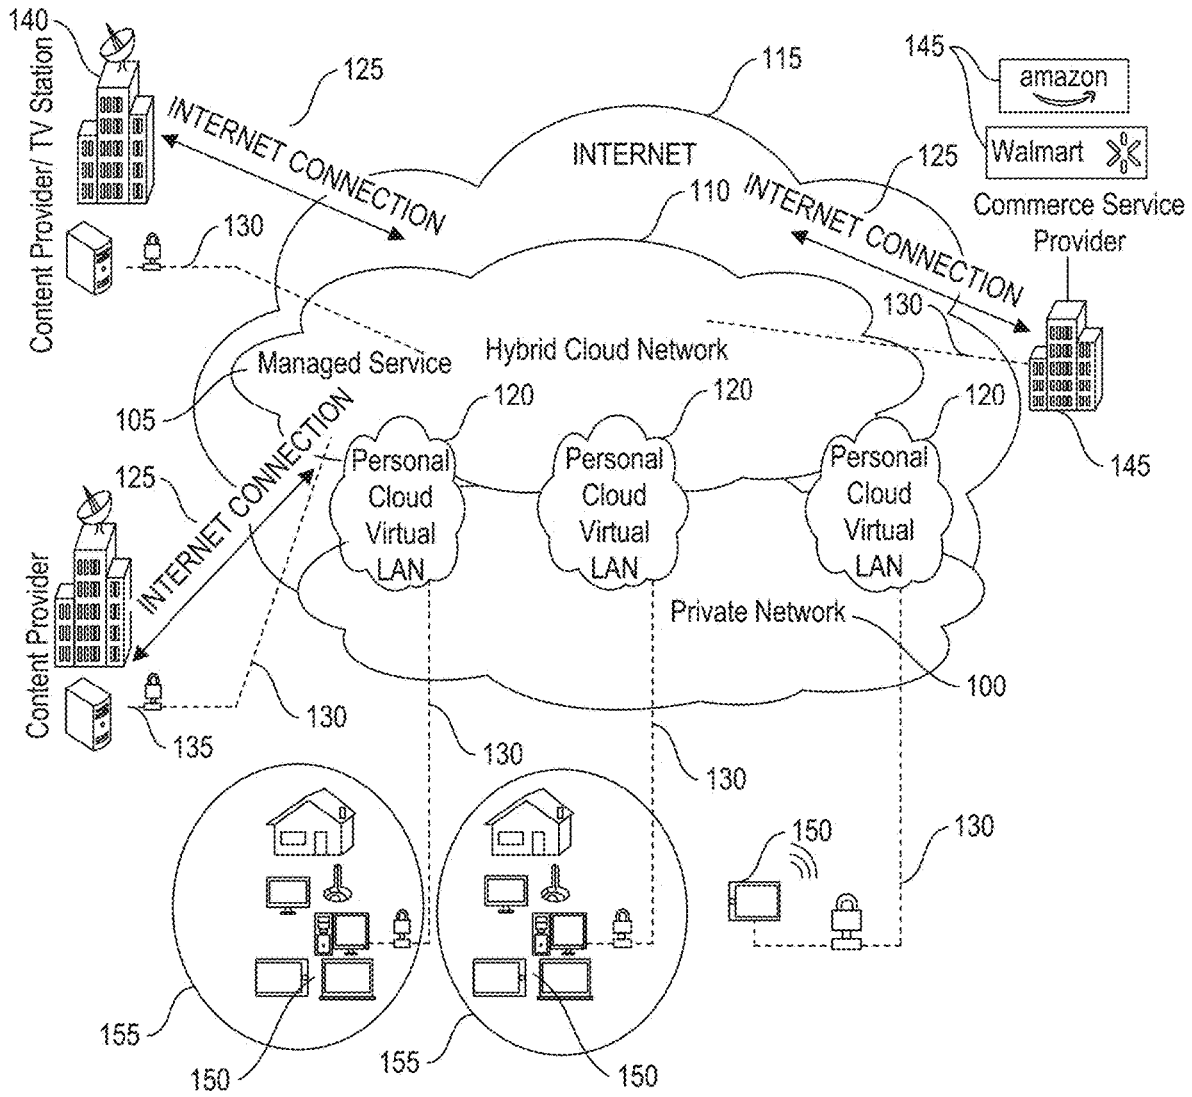 140
Content Provider/ TV Station
125
INTERNET CONNECTION
130
115
INTERNET
110
145
amazon
Walmart
125
INTERNET CONNECTION
Commerce Service
Provider
130
145
Hybrid Cloud Network
Managed Service
105
120
120
120
Personal
Cloud
Virtual
LAN
Personal
Cloud
Virtual
LAN
Personal
Cloud
Virtual
LAN
125
INTERNET CONNECTION
Content Provider
135
130
Private Network
100
130
130
130
150
155
150
155
150